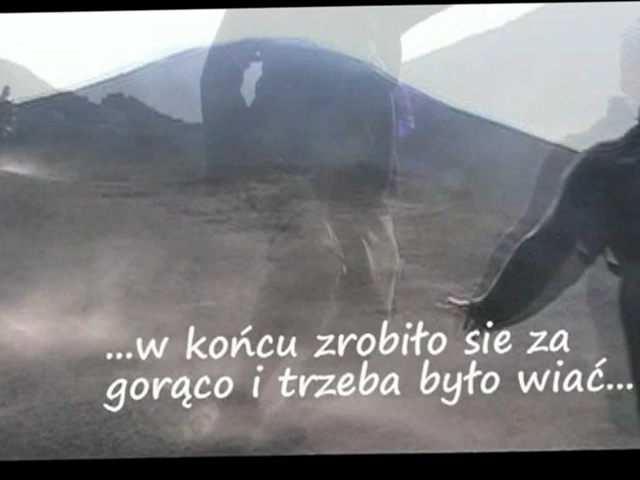 ...w końcu zrobiło sie za
gorąco i trzeba było wiać...